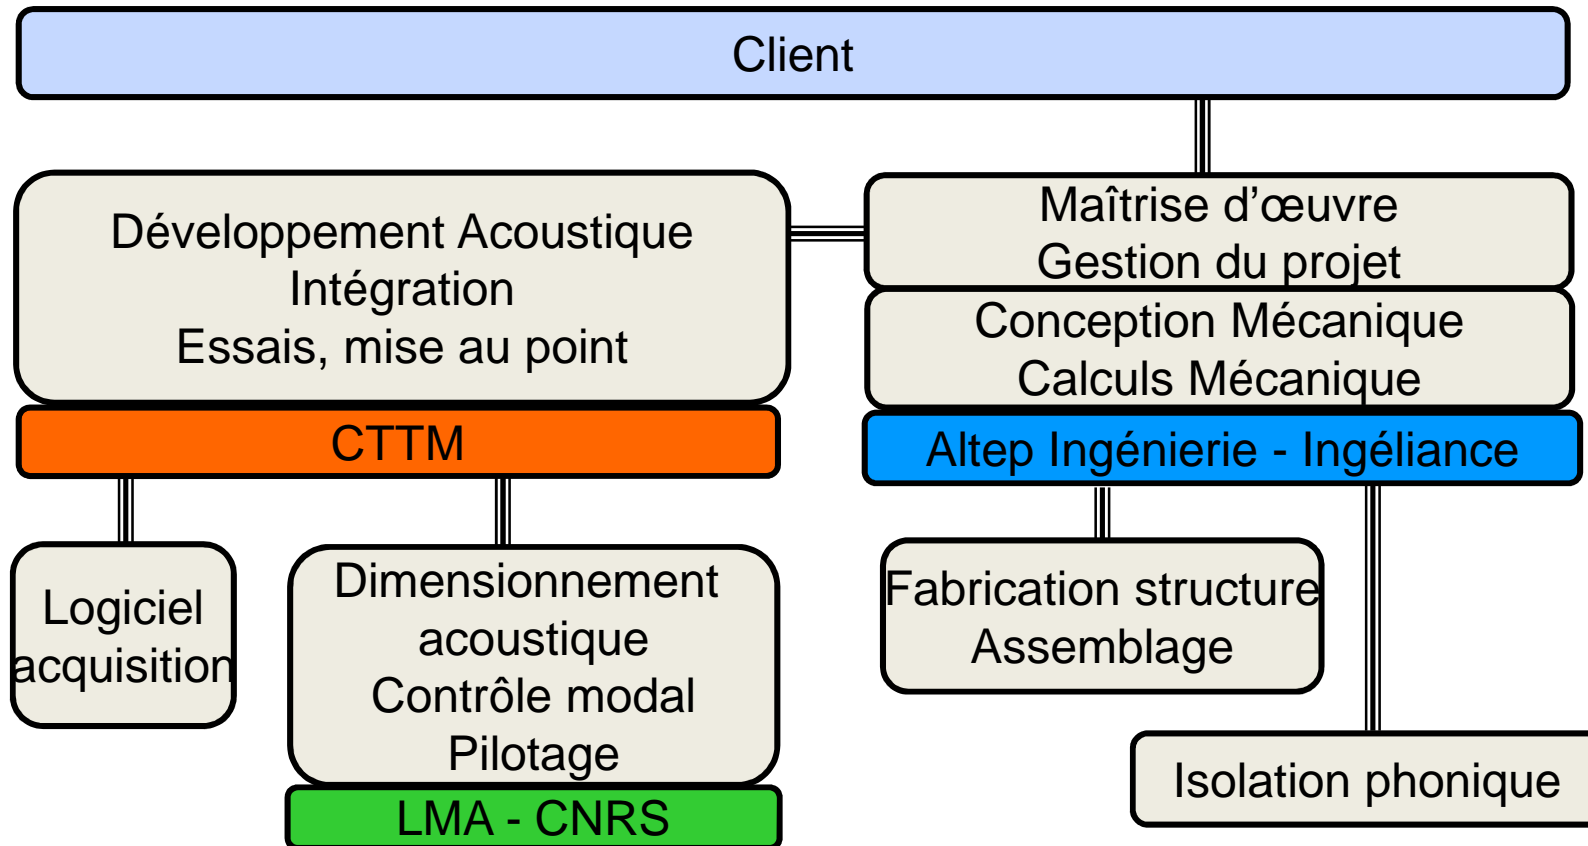 Client
Développement Acoustique
Intégration
Essais, mise au point
CTTM
Maîtrise d’œuvre
Gestion du projet
Conception Mécanique
Calculs Mécanique
Altep Ingénierie - Ingéliance
Logiciel
acquisition
Dimensionnement
acoustique
Contrôle modal
Pilotage
LMA - CNRS
Fabrication structure
Assemblage
Isolation phonique